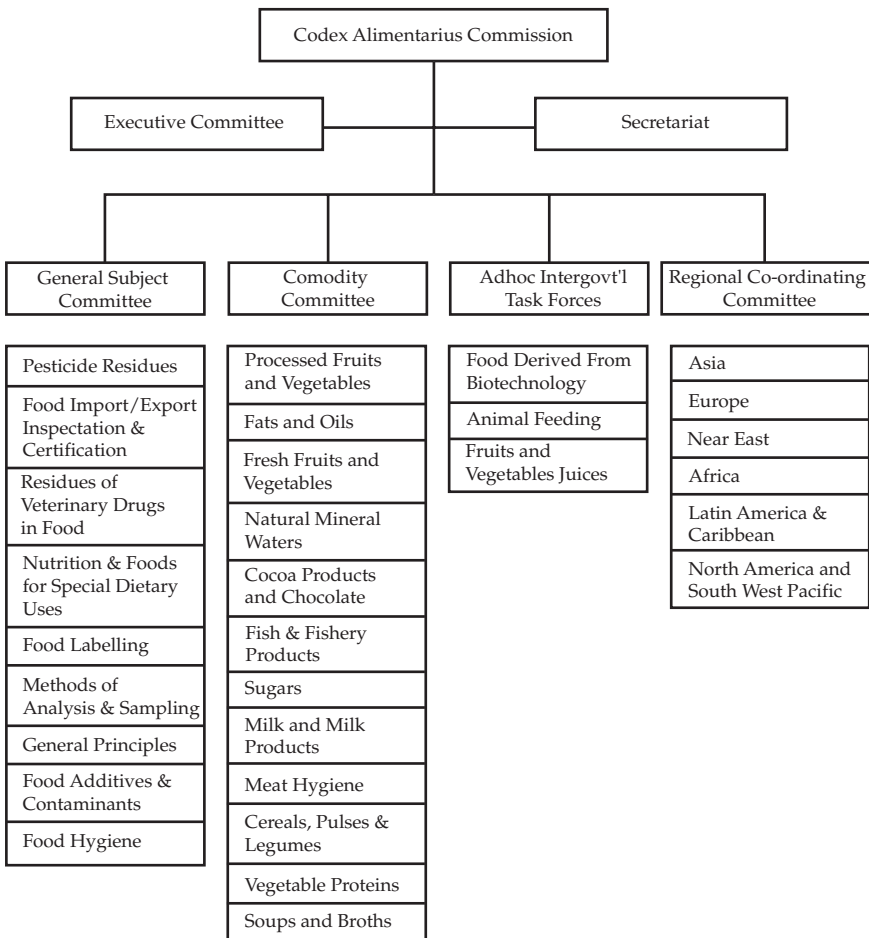 Codex Alimentarius Commission
Executive Committee
Secretariat
General Subject
Committee
Comodity
Committee
Adhoc Intergovt'l
Task Forces
Regional Co-ordinating
Committee
Pesticide Residues
Food Import/Export
Inspectation &
Certification
Residues of
Veterinary Drugs
in Food
Nutrition & Foods
for Special Dietary
Uses
Food Labelling
Methods of
Analysis & Sampling
General Principles
Food Additives &
Contaminants
Food Hygiene
Processed Fruits
and Vegetables
Fats and Oils
Fresh Fruits and
Vegetables
Natural Mineral
Waters
Cocoa Products
and Chocolate
Fish & Fishery
Products
Sugars
Milk and Milk
Products
Meat Hygiene
Cereals, Pulses &
Legumes
Vegetable Proteins
Soups and Broths
Food Derived From
Biotechnology
Animal Feeding
Fruits and
Vegetables Juices
Asia
Europe
Near East
Africa
Latin America &
Caribbean
North America and
South West Pacific